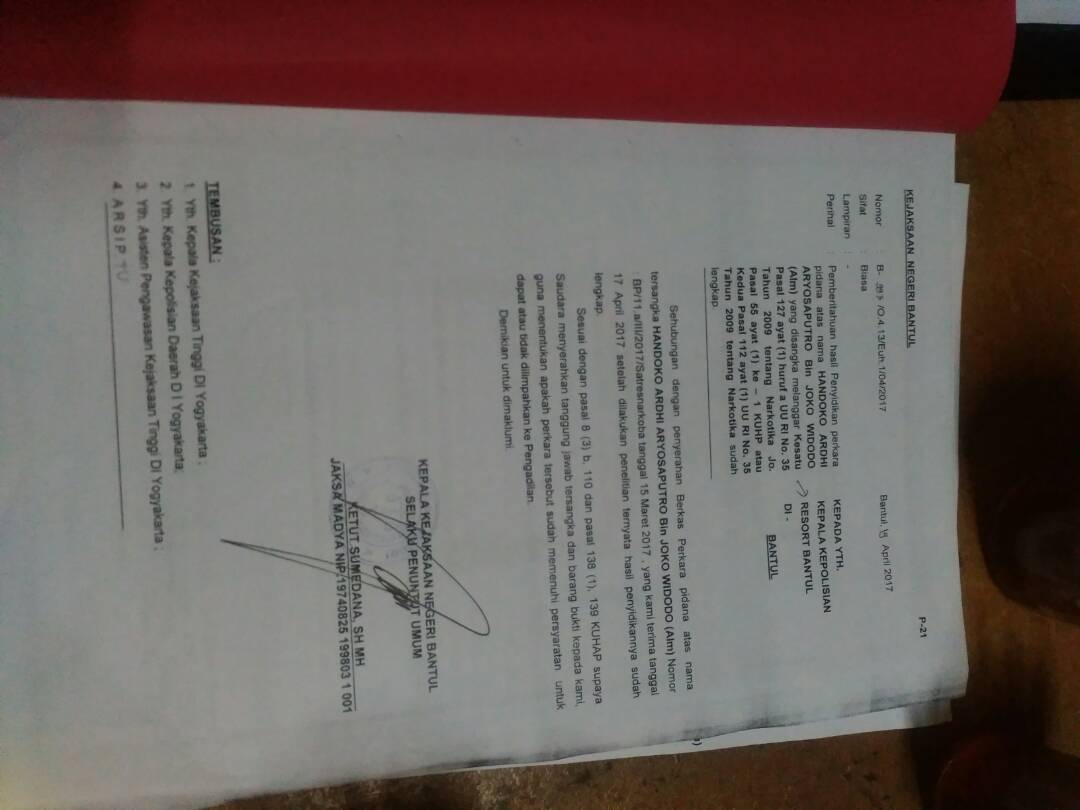 P-21
KEJAKSAAN NEGERI BANTUL
Bantul, April 2017
Nomor : B- /O.4.13/Euh.1/04/2017
Sifat : Biasa
Lampiran : -
Perihal : Pemberitahuan hasil Penyidikan perkara
pidana atas nama HANDOKO ARDHI
ARYOSAPUTRO Bin JOKO WIDODO
(Alm) yang disangka melanggar Kesatu
Pasal 127 ayat (1) huruf a UU RI No. 35
Tahun 2009 tentang Narkotika Jo.
Pasal 55 ayat (1) ke – 1 KUHP atau
Kedua Pasal 112 ayat (1) UU RI No. 35
Tahun 2009 tentang Narkotika sudah
lengkap
KEPADA YTH.
KEPALA KEPOLISIAN
RESORT BANTUL
DI -
BANTUL
Sehubungan dengan penyerahan Berkas Perkara pidana atas nama
tersangka HANDOKO ARDHI ARYOSAPUTRO Bin JOKO WIDODO (Alm) Nomor
: BP/11.a/III/2017/Satresnarkoba tanggal 15 Maret 2017 , yang kami terima tanggal
17 April 2017 setelah dilakukan penelitian ternyata hasil penyidikannya sudah
lengkap.
Sesuai dengan pasal 8 (3) b, 110 dan pasal 138 (1), 139 KUHAP supaya
Saudara menyerahkan tanggung jawab tersangka dan barang bukti kepada kami,
guna menentukan apakah perkara tersebut sudah memenuhi persyaratan untuk
dapat atau tidak dilimpahkan ke Pengadilan.
Demikian untuk dimaklumi.
KEPALA KEJAKSAAN NEGERI BANTUL
SELAKU PENUNTUT UMUM
KETUT SUMEDANA, SH MH
JAKSA MADYA NIP.19740825 199803 1 001
TEMBUSAN :
1. Yth. Kepala Kejaksaan Tinggi DI Yogyakarta ;
2. Yth. Kepala Kepolisian Daerah D I Yogyakarta;
3. Yth. Asisten Pengawasan Kejaksaan Tinggi DI Yogyakarta ;
4. A R S I P